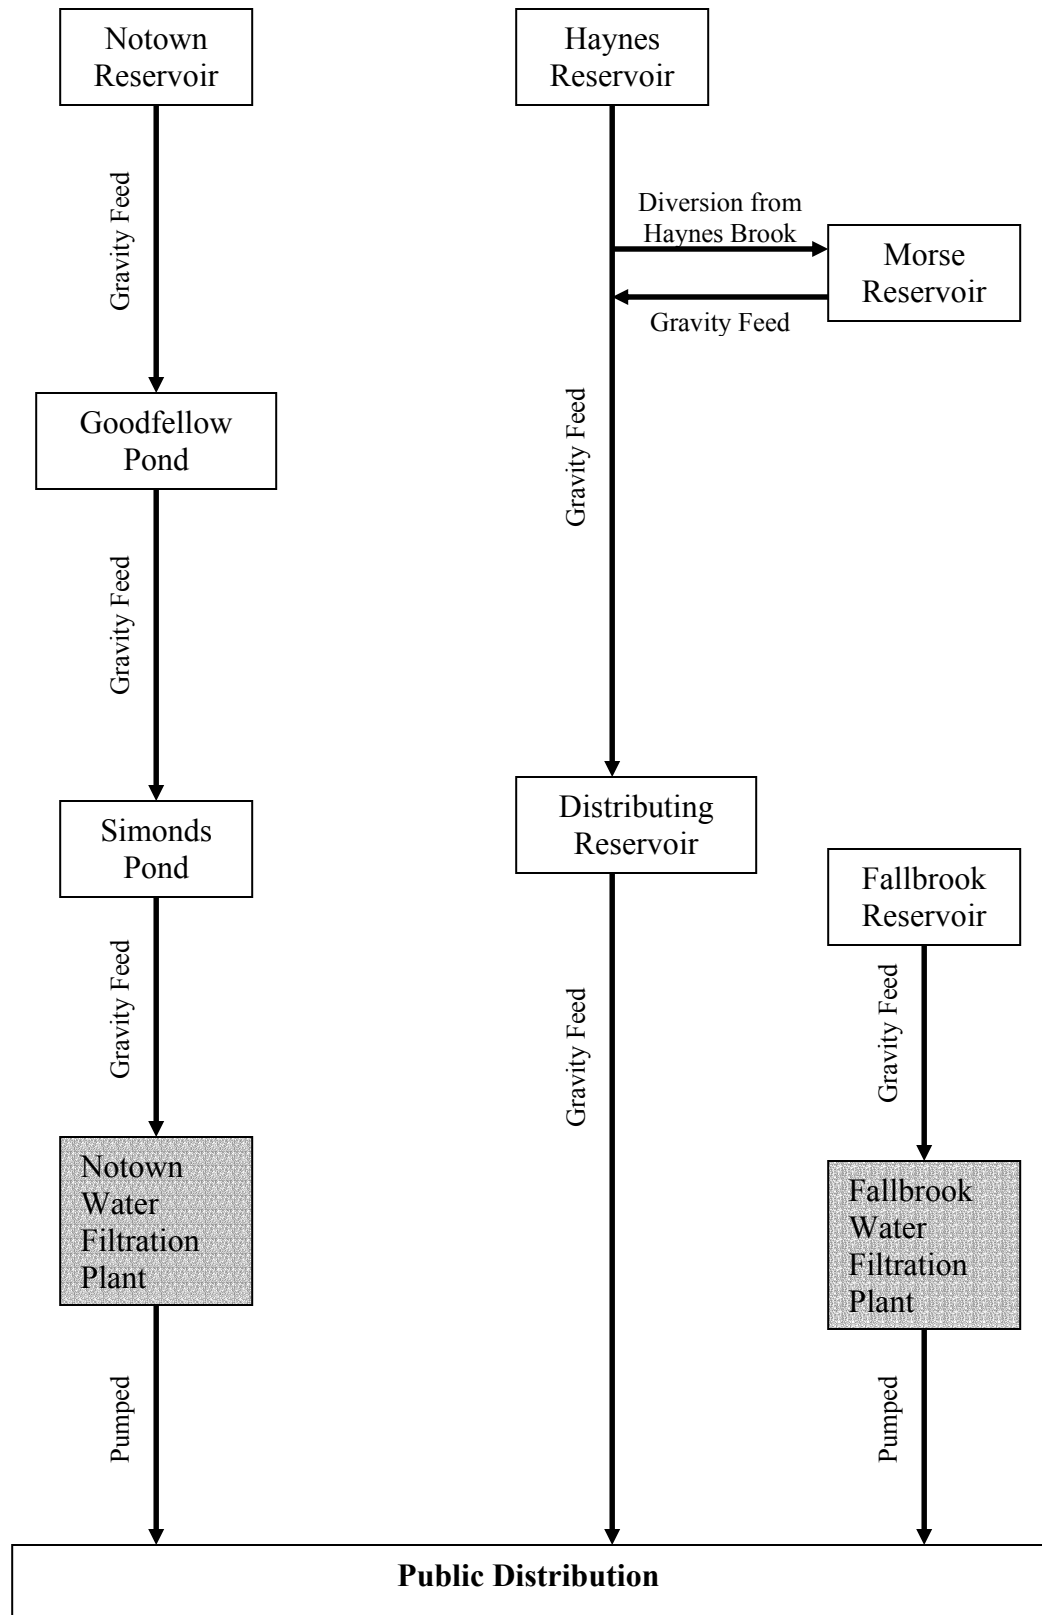 Notown
Reservoir
Haynes
Reservoir
Gravity Feed
Diversion from
Haynes Brook
Morse
Reservoir
Gravity Feed
Goodfellow
Pond
Gravity Feed
Gravity Feed
Simonds
Pond
Distributing
Reservoir
Fallbrook
Reservoir
Gravity Feed
Gravity Feed
Gravity Feed
Notown
Water
Filtration
Plant
Fallbrook
Water
Filtration
Plant
Pumped
Pumped
Public Distribution